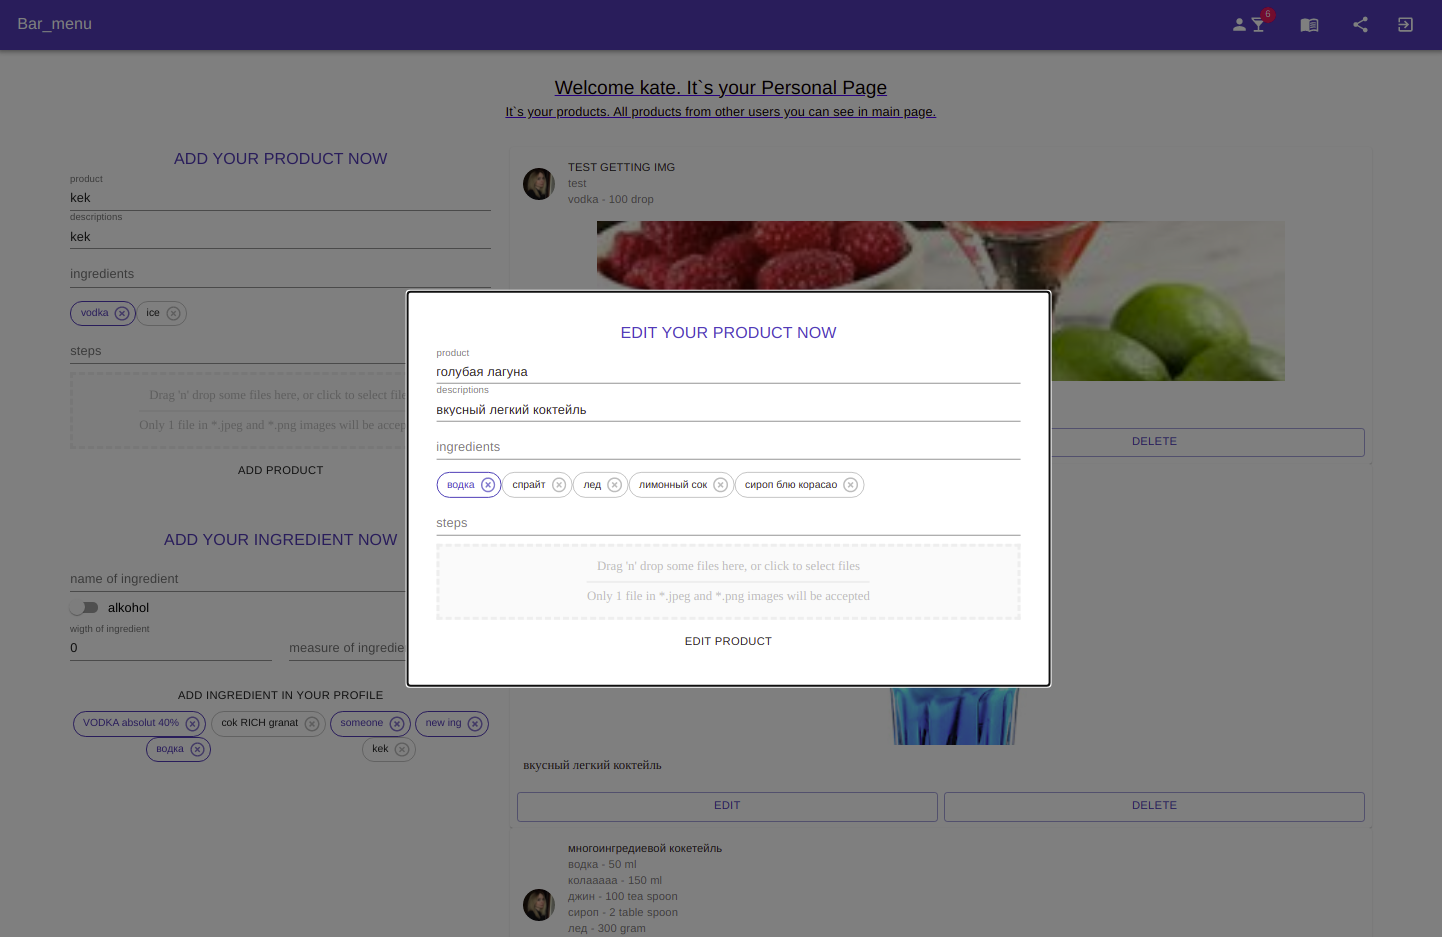 Bar_menu
6
Welcome kate. It`s your Personal Page
It`s your products. All products from other users you can see in main page.
ADD YOUR PRODUCT NOW
product
kek
descriptions
kek
ingredients
vodka
ice
steps
Drag 'n' drop some files here, or click to select file
Only 1 file in *.jpeg and *.png images will be accep
ADD PRODUCT
ADD YOUR INGREDIENT NOW
name of ingredient
alkohol
wigth of ingredient
0
measure of ingredie
ADD INGREDIENT IN YOUR PROFILE
VODKA absolut 40%
cok RICH granat
someone
new ing
водка
kek
TEST GETTING IMG
test
vodka - 100 drop
DELETE
EDIT YOUR PRODUCT NOW
product
голубая лагуна
descriptions
вкусный легкий коктейль
ingredients
водка
спрайт
лед
лимонный сок
сироп блю корасао
steps
Drag 'n' drop some files here, or click to select files
Only 1 file in *.jpeg and *.png images will be accepted
EDIT PRODUCT
вкусный легкий коктейль
EDIT
DELETE
многоингредиевой кокетейль
водка - 50 ml
колааааа - 150 ml
джин - 100 tea spoon
сироп - 2 table spoon
лед - 300 gram